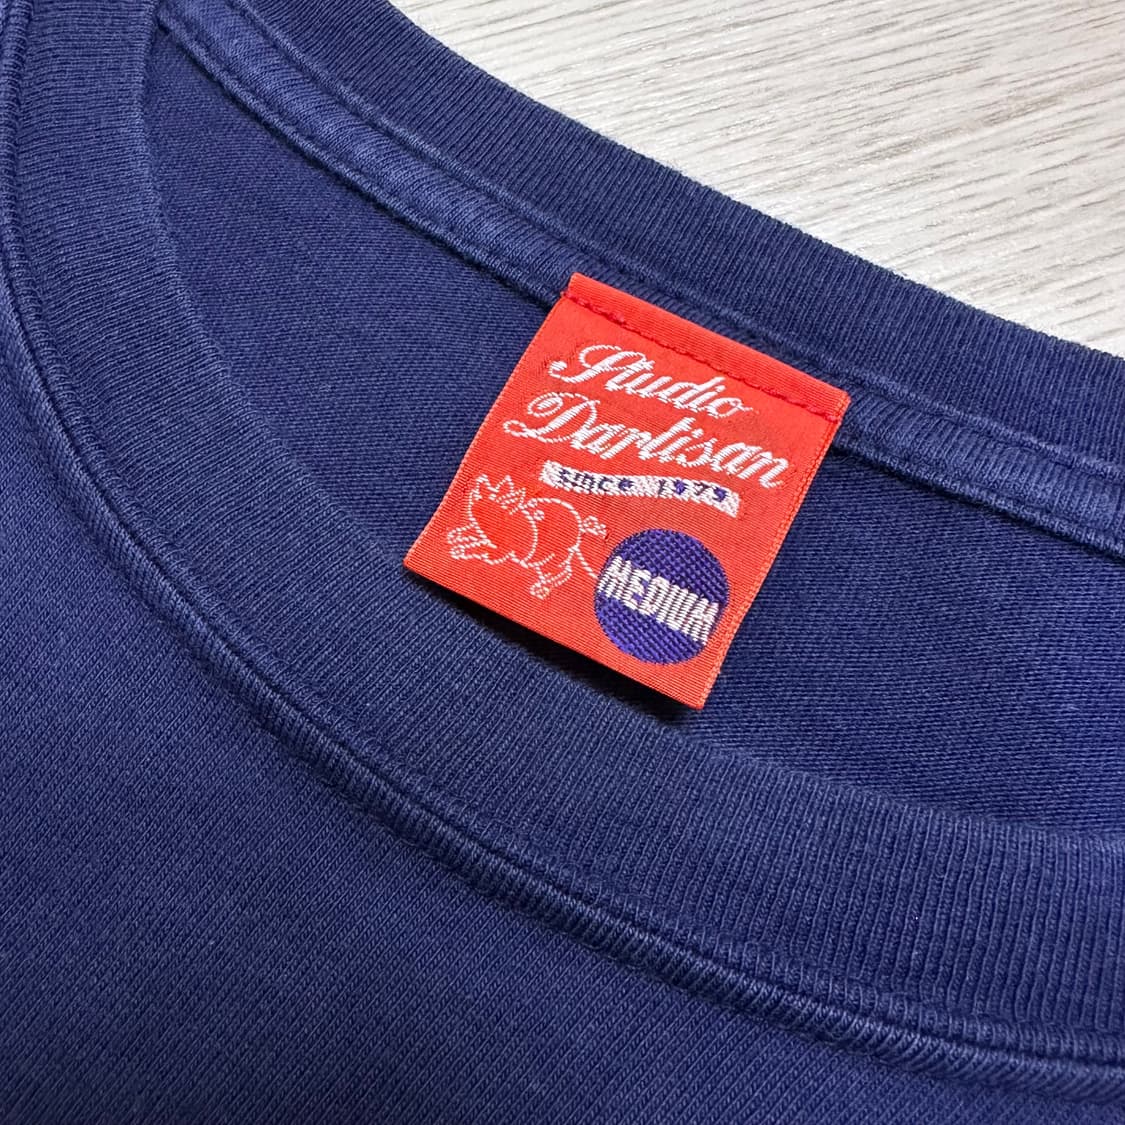 Studio
Dartisan
SINCE 1979
MEDIUM